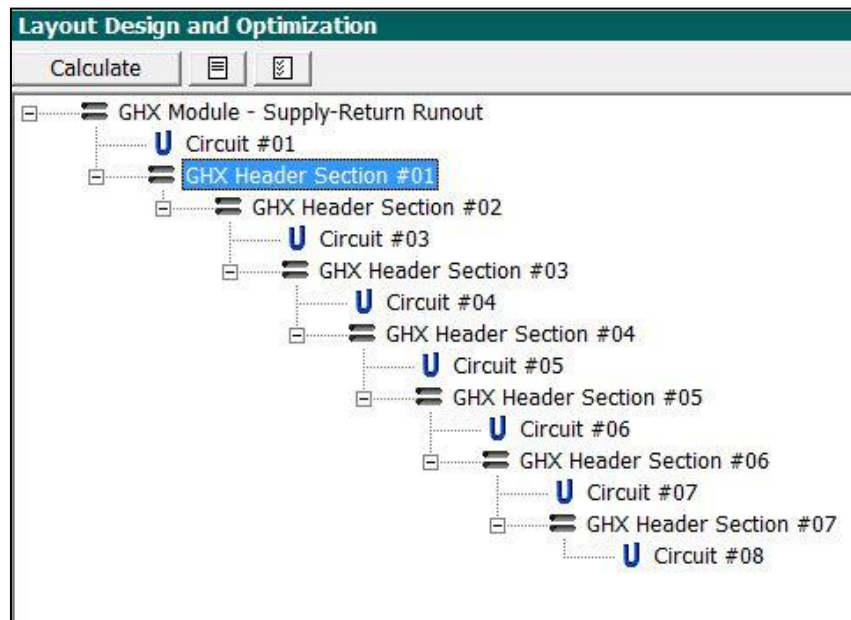 Layout Design and Optimization
Calculate
GHX Module - Supply-Return Runout
Circuit #01
GHX Header Section #01
GHX Header Section #02
Circuit #03
GHX Header Section #03
Circuit #04
GHX Header Section #04
Circuit #05
GHX Header Section #05
Circuit #06
GHX Header Section #06
Circuit #07
GHX Header Section #07
Circuit #08